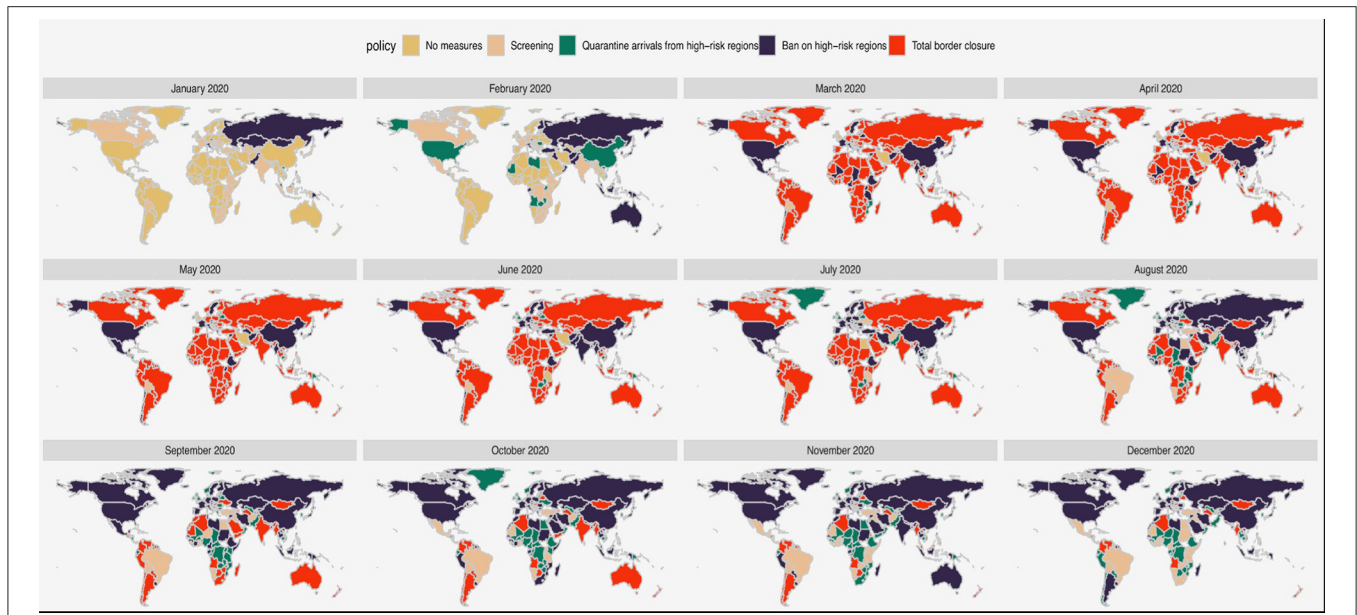 policy No measures Screening Quarantine arrivals from high−risk regions Ban on high−risk regions Total border closure
January 2020 February 2020 March 2020 April 2020
May 2020 June 2020 July 2020 August 2020
September 2020 October 2020 November 2020 December 2020